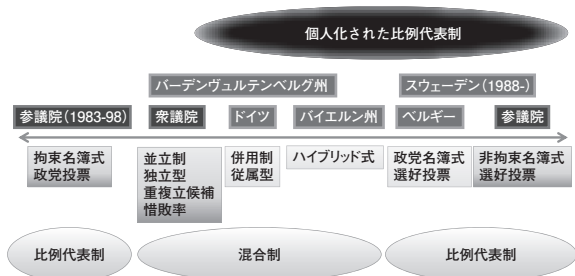 個人化された比例代表制
バーデンヴュルテンベルグ州
スウェーデン(1988-)
参議院(1983-98)
衆議院
ドイツ
バイエルン州
ベルギー
参議院
拘束名簿式
政党投票
並立制
独立型
重複立候補
惜敗率
併用制
従属型
ハイブリッド式
政党名簿式
選好投票
非拘束名簿式
選好投票
比例代表制
混合制
比例代表制